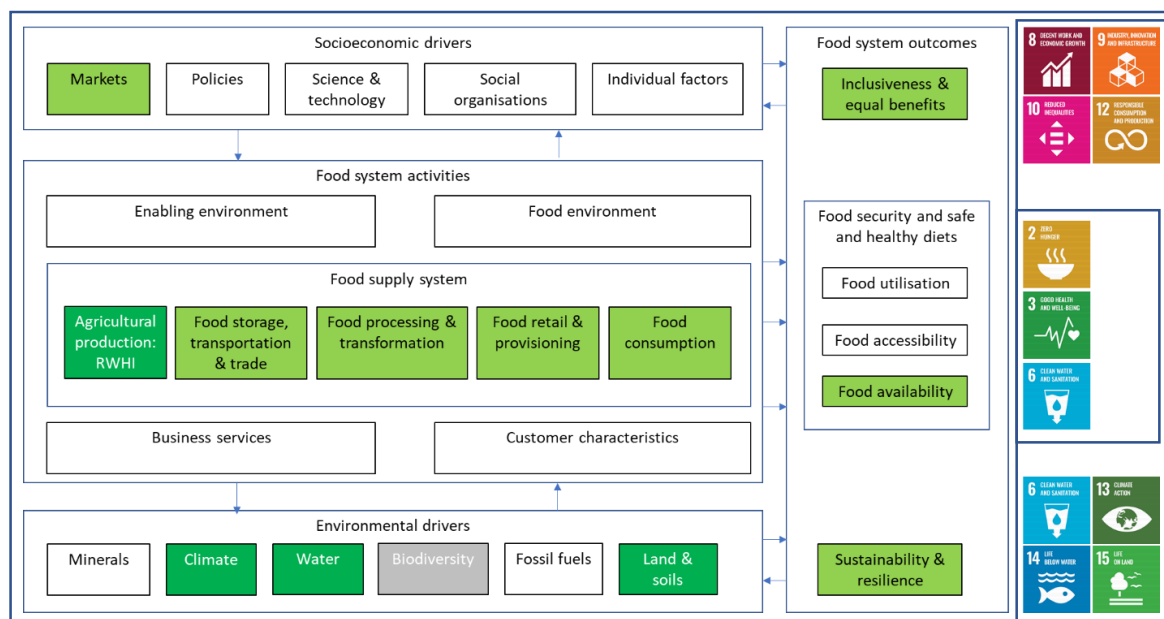 Socioeconomic drivers
Markets
Policies
Science &
technology
Social
organisations
Individual factors
Food system outcomes
Inclusiveness &
equal benefits
8 DECENT WORK AND
ECONOMIC GROWTH
9 INDUSTRY, INNOVATION
AND INFRASTRUCTURE
10 REDUCED
INEQUALITIES
12 RESPONSIBLE
CONSUMPTION
AND PRODUCTION
Food system activities
Enabling environment
Food environment
Food supply system
Agricultural
production:
RWHI
Food storage,
transportation
& trade
Food processing &
transformation
Food retail &
provisioning
Food
consumption
Business services
Customer characteristics
Food security and safe
and healthy diets
Food utilisation
Food accessibility
Food availability
2 ZERO
HUNGER
3 GOOD HEALTH
AND WELL-BEING
6 CLEAN WATER
AND SANITATION
Environmental drivers
Minerals
Climate
Water
Biodiversity
Fossil fuels
Land &
soils
Sustainability &
resilience
6 CLEAN WATER
AND SANITATION
13 CLIMATE
ACTION
14 LIFE
BELOW WATER
15 LIFE
ON LAND